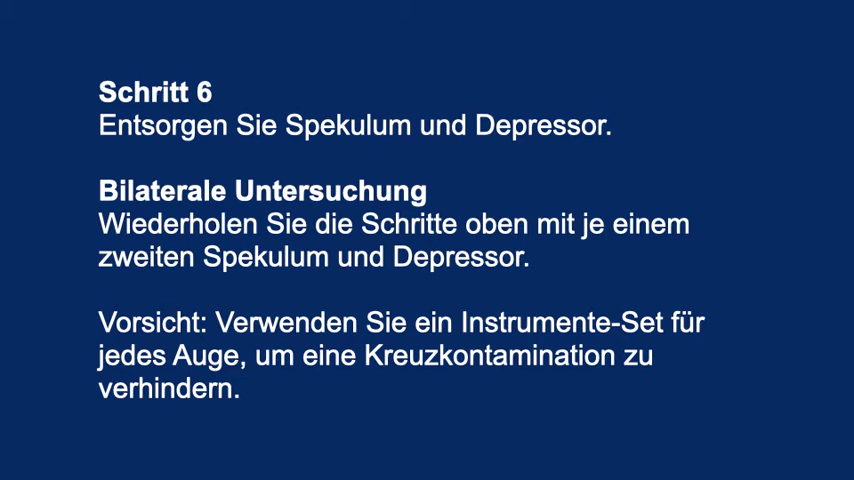 Schritt 6
Entsorgen Sie Spekulum und Depressor.
Bilaterale Untersuchung
Wiederholen Sie die Schritte oben mit je einem
zweiten Spekulum und Depressor.
Vorsicht: Verwenden Sie ein Instrumente-Set für
jedes Auge, um eine Kreuzkontamination zu
verhindern.